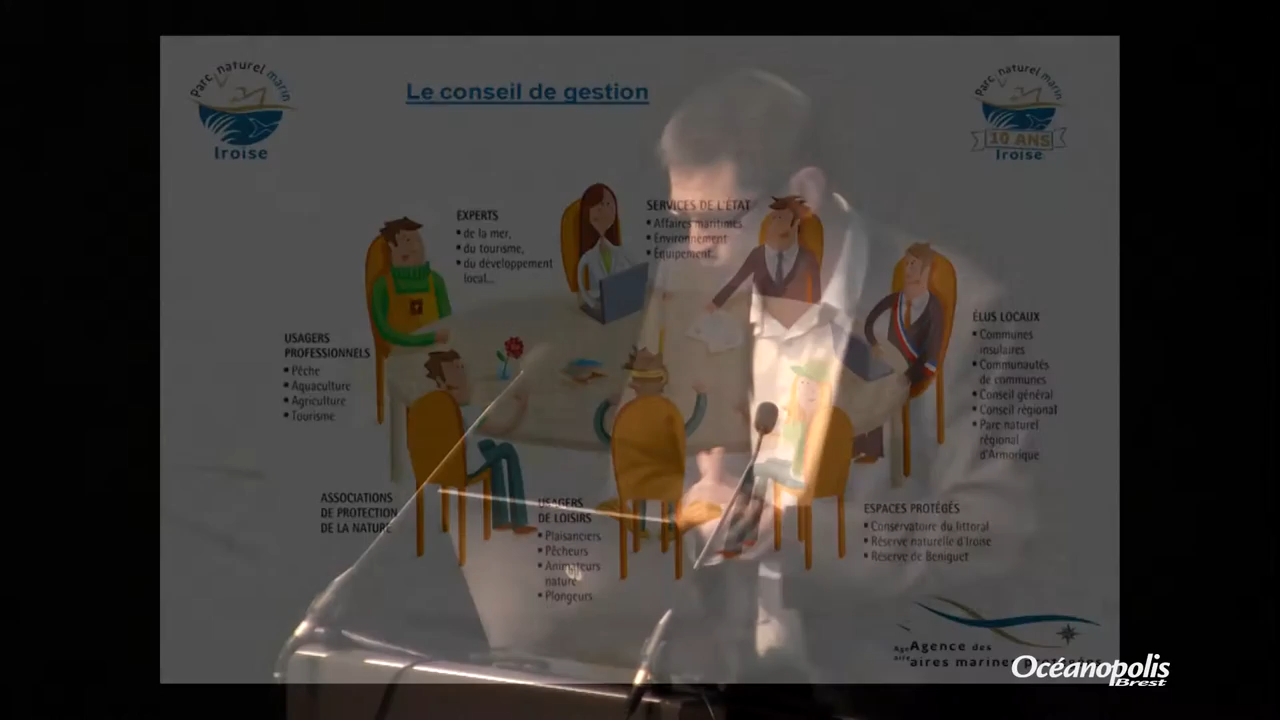 Parc naturel marin
Iroise
Le conseil de gestion
Parc naturel marin
10 ANS
Iroise
EXPERTS
▪ de la mer,
▪ du tourisme,
▪ du développement
local...
SERVICES DE L'ÉTAT
▪ Affaires maritimes
▪ Environnement
▪ Équipement...
USAGERS
PROFESSIONNELS
▪ Pêche
▪ Aquaculture
▪ Agriculture
▪ Tourisme
ÉLUS LOCAUX
▪ Communes
insulaires
▪ Communautés
de communes
▪ Conseil général
▪ Conseil régional
▪ Parc naturel
régional
d'Armorique
ASSOCIATIONS
DE PROTECTION
DE LA NATURE
USAGERS
DE LOISIRS
▪ Plaisanciers
▪ Pêcheurs
▪ Animateurs
nature
▪ Plongeurs
ESPACES PROTÉGÉS
▪ Conservatoire du littoral
▪ Réserve naturelle d'Iroise
▪ Réserve de Beniguet
Agence des
aires marines
Océanopolis
Brest